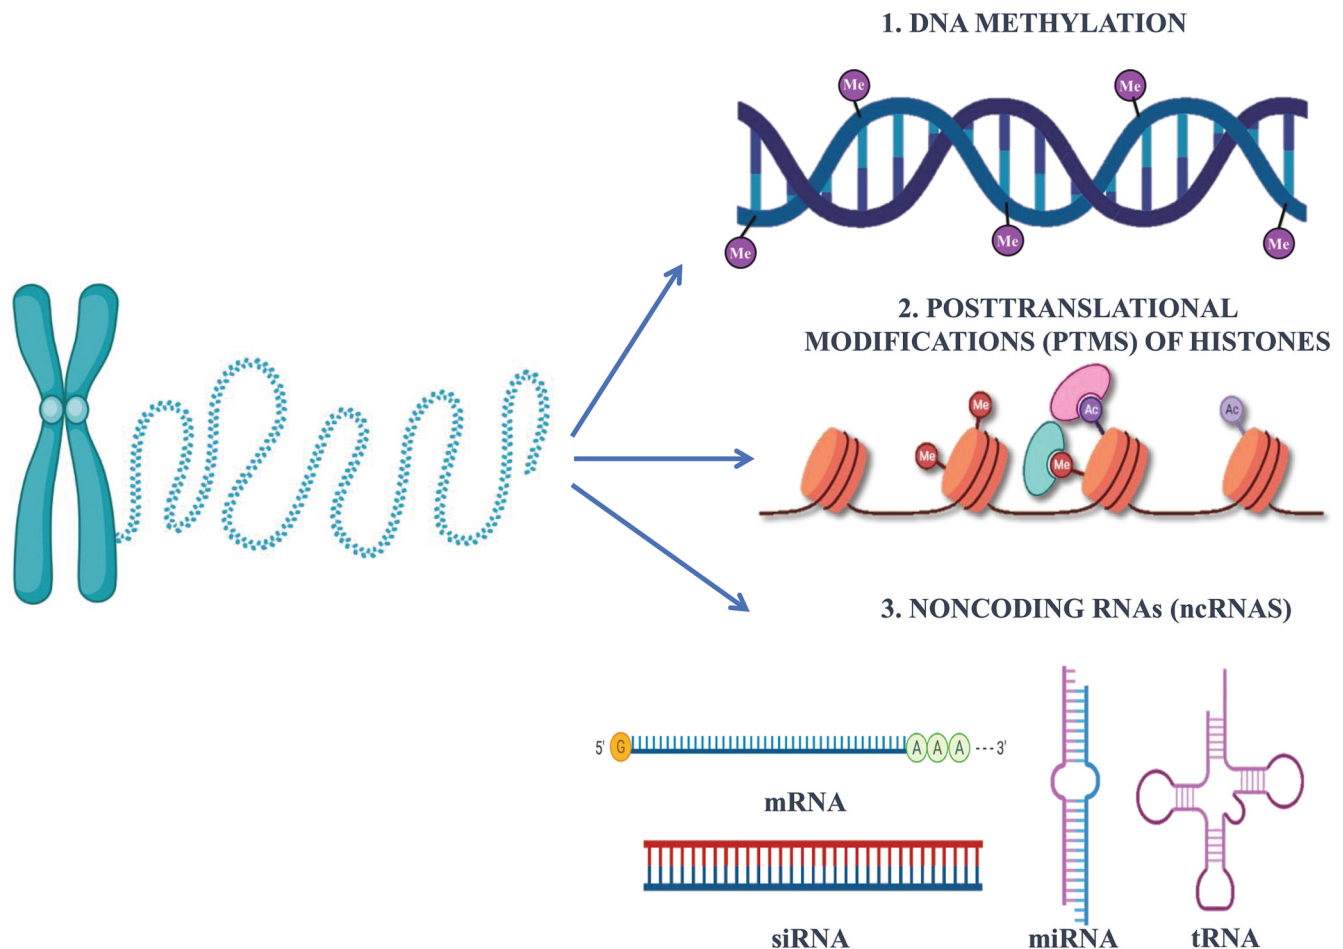 1. DNA METHYLATION
Me
Me
Me
Me
Me
2. POSTTRANSLATIONAL
MODIFICATIONS (PTMS) OF HISTONES
Me
Ac
Ac
Me
Me
3. NONCODING RNAs (ncRNAS)
5' G A A A ---3'
mRNA
siRNA
miRNA
tRNA